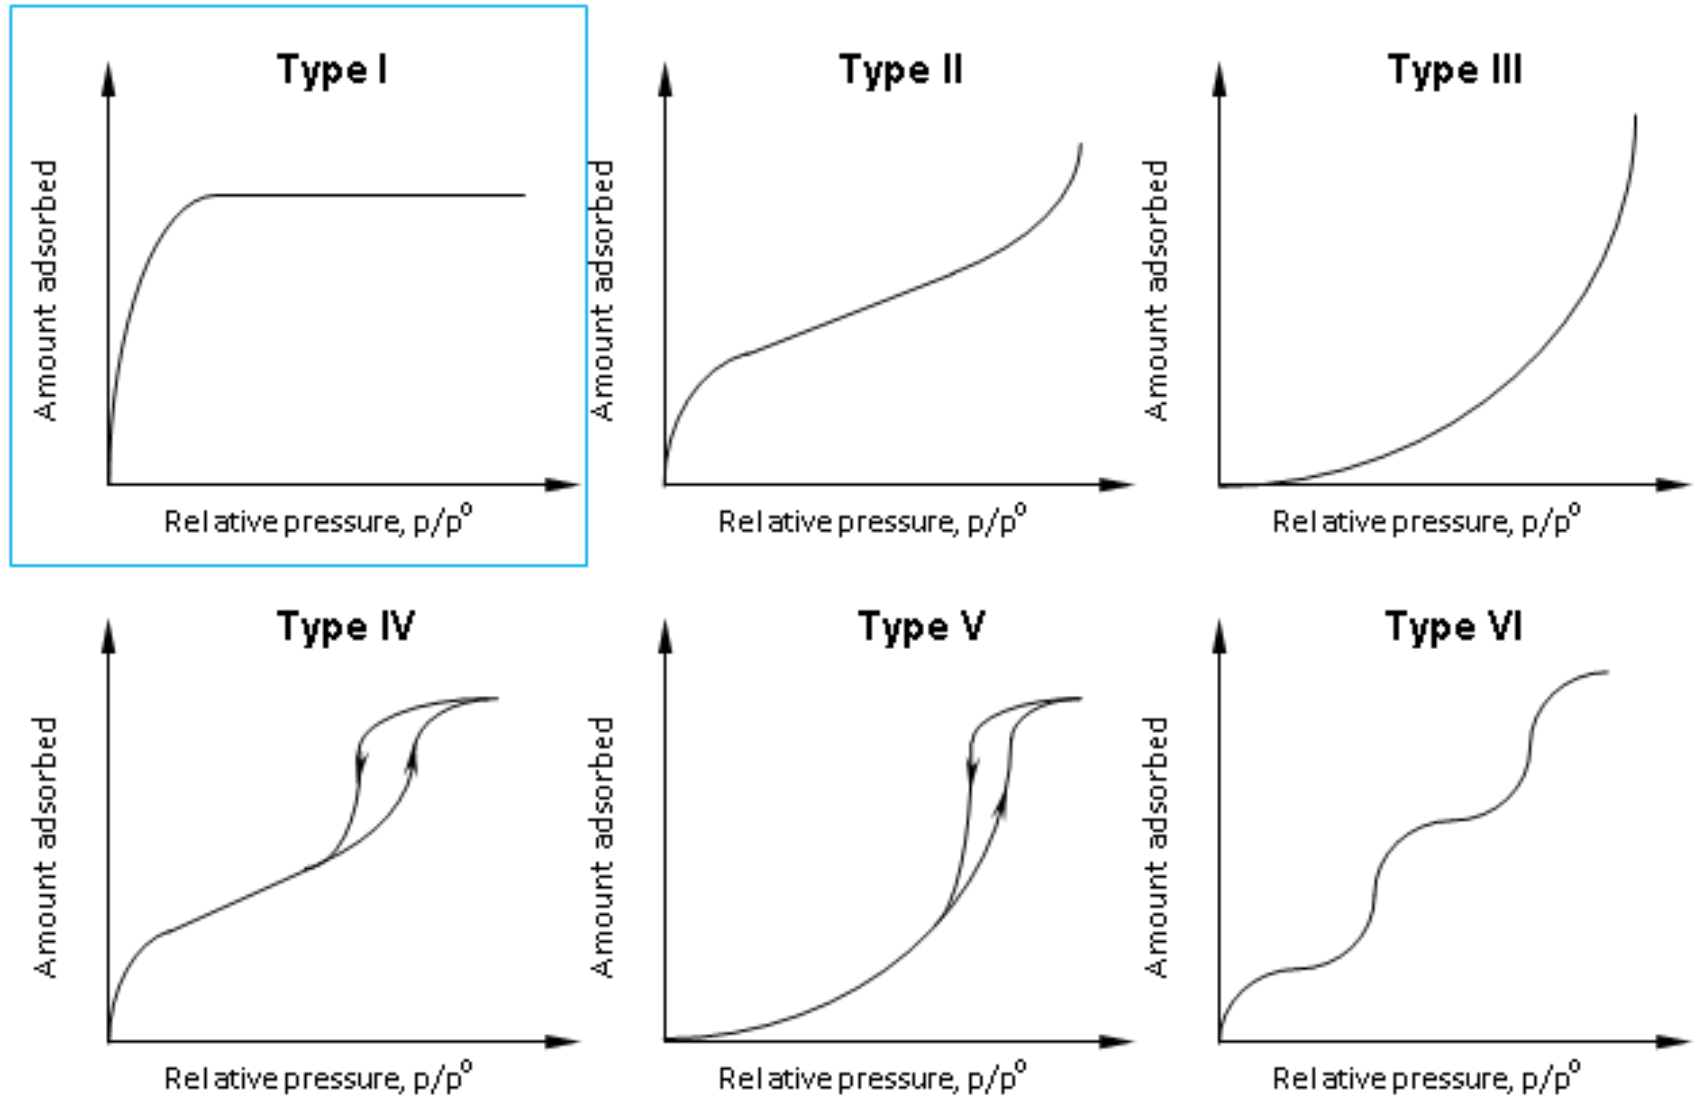 Type I
Amount adsorbed
Relative pressure, p/p⁰
Type II
Amount adsorbed
Relative pressure, p/p⁰
Type III
Amount adsorbed
Relative pressure, p/p⁰
Type IV
Amount adsorbed
Relative pressure, p/p⁰
Type V
Amount adsorbed
Relative pressure, p/p⁰
Type VI
Amount adsorbed
Relative pressure, p/p⁰